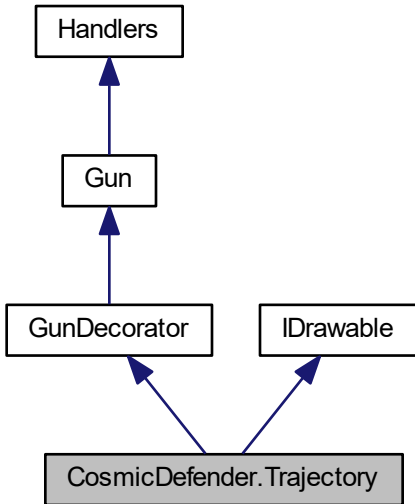 Handlers
Gun
GunDecorator
IDrawable
CosmicDefender.Trajectory